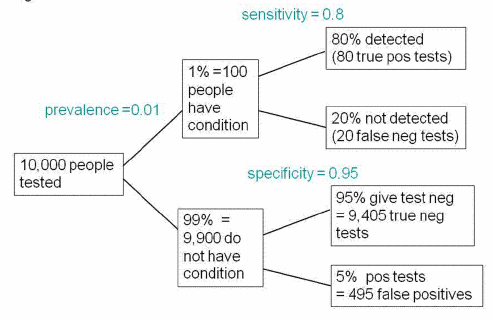 sensitivity = 0.8
80% detected
(80 true pos tests)
1% =100
people
have
condition
prevalence =0.01
20% not detected
(20 false neg tests)
10,000 people
tested
specificity = 0.95
95% give test neg
= 9,405 true neg
tests
99%  =
9,900 do
not have
condition
5%  pos tests
= 495 false positives